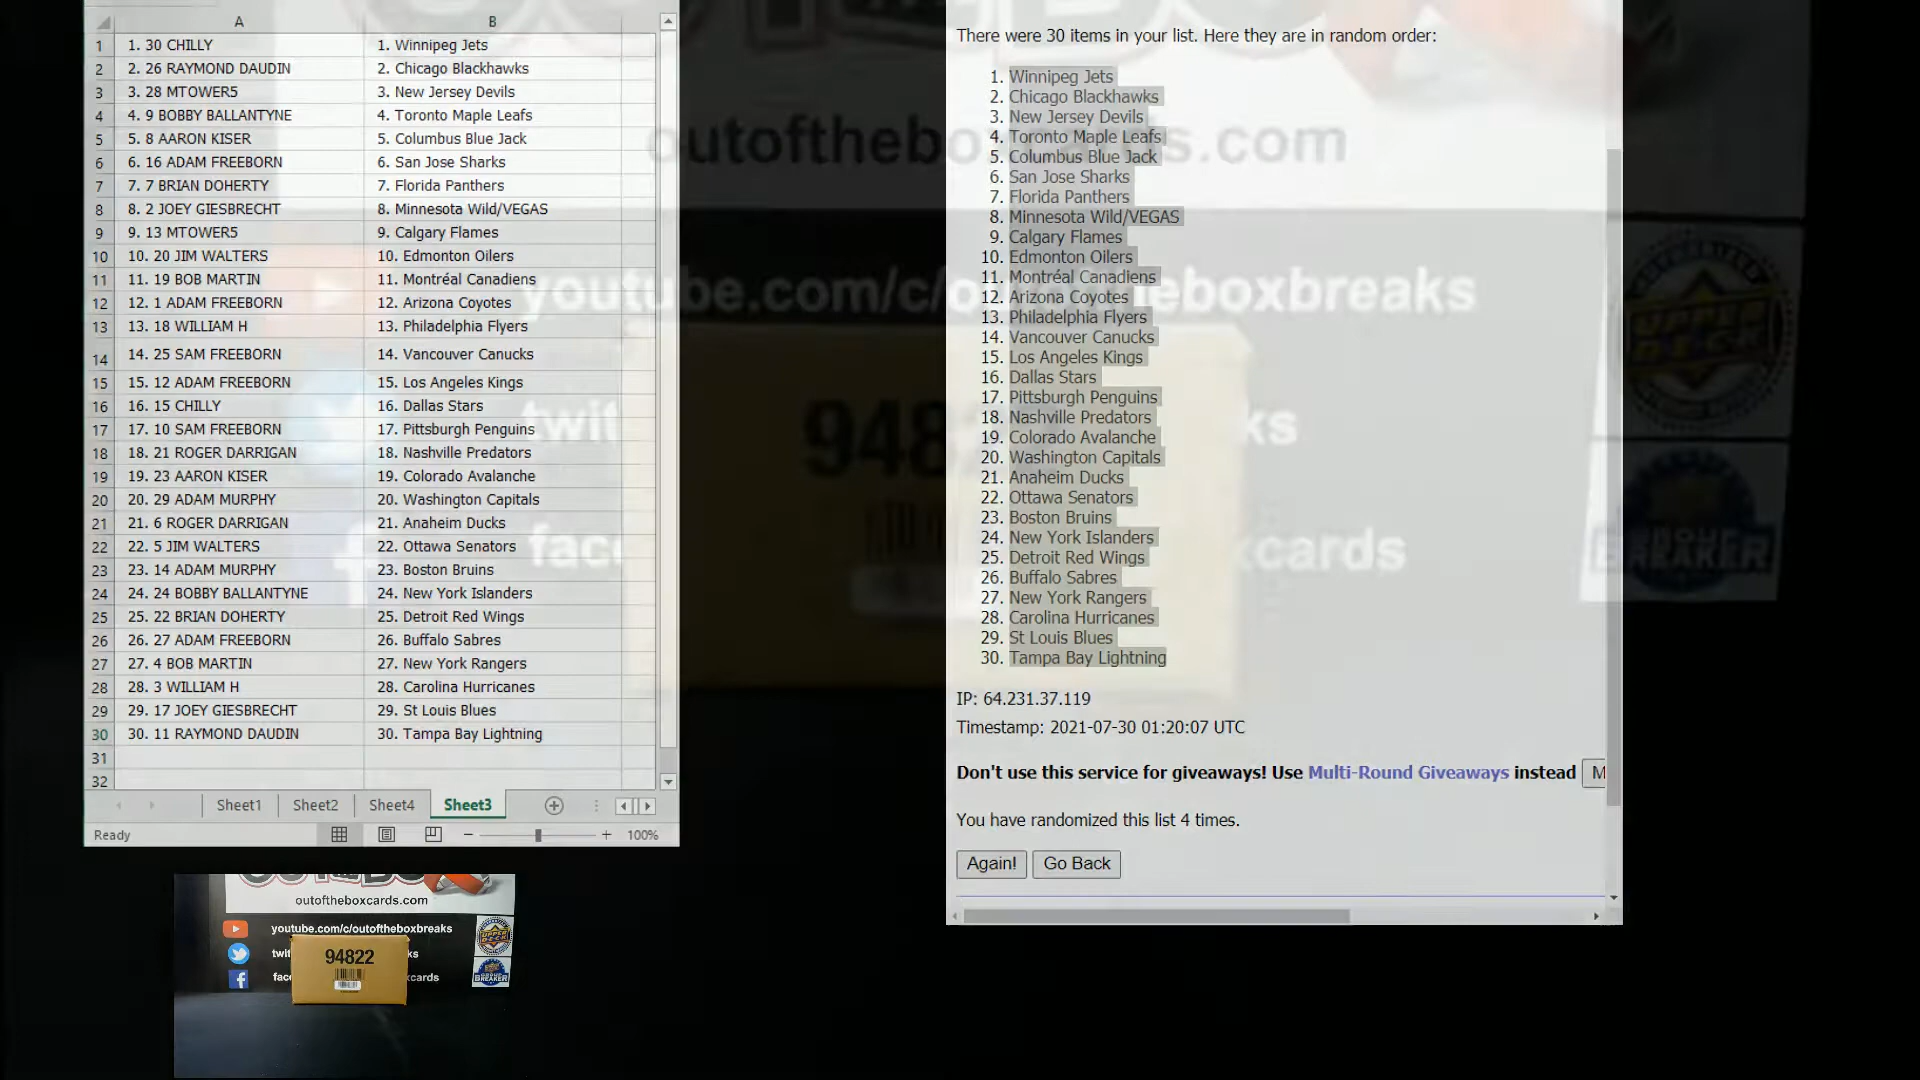 A B
1 1. 30 CHILLY 1. Winnipeg Jets
2 2. 26 RAYMOND DAUDIN 2. Chicago Blackhawks
3 3. 28 MTOWER5 3. New Jersey Devils
4 4. 9 BOBBY BALLANTYNE 4. Toronto Maple Leafs
5 5. 8 AARON KISER 5. Columbus Blue Jack
6 6. 16 ADAM FREEBORN 6. San Jose Sharks
7 7. 7 BRIAN DOHERTY 7. Florida Panthers
8 8. 2 JOEY GIESBRECHT 8. Minnesota Wild/VEGAS
9 9. 13 MTOWER5 9. Calgary Flames
10 10. 20 JIM WALTERS 10. Edmonton Oilers
11 11. 19 BOB MARTIN 11. Montréal Canadiens
12 12. 1 ADAM FREEBORN 12. Arizona Coyotes
13 13. 18 WILLIAM H 13. Philadelphia Flyers
14 14. 25 SAM FREEBORN 14. Vancouver Canucks
15 15. 12 ADAM FREEBORN 15. Los Angeles Kings
16 16. 15 CHILLY 16. Dallas Stars
17 17. 10 SAM FREEBORN 17. Pittsburgh Penguins
18 18. 21 ROGER DARRIGAN 18. Nashville Predators
19 19. 23 AARON KISER 19. Colorado Avalanche
20 20. 29 ADAM MURPHY 20. Washington Capitals
21 21. 6 ROGER DARRIGAN 21. Anaheim Ducks
22 22. 5 JIM WALTERS 22. Ottawa Senators
23 23. 14 ADAM MURPHY 23. Boston Bruins
24 24. 24 BOBBY BALLANTYNE 24. New York Islanders
25 25. 22 BRIAN DOHERTY 25. Detroit Red Wings
26 26. 27 ADAM FREEBORN 26. Buffalo Sabres
27 27. 4 BOB MARTIN 27. New York Rangers
28 28. 3 WILLIAM H 28. Carolina Hurricanes
29 29. 17 JOEY GIESBRECHT 29. St Louis Blues
30 30. 11 RAYMOND DAUDIN 30. Tampa Bay Lightning
31
32
Sheet1 Sheet2 Sheet4 Sheet3
Ready 100%
There were 30 items in your list. Here they are in random order:
1. Winnipeg Jets
2. Chicago Blackhawks
3. New Jersey Devils
4. Toronto Maple Leafs
5. Columbus Blue Jack
6. San Jose Sharks
7. Florida Panthers
8. Minnesota Wild/VEGAS
9. Calgary Flames
10. Edmonton Oilers
11. Montréal Canadiens
12. Arizona Coyotes
13. Philadelphia Flyers
14. Vancouver Canucks
15. Los Angeles Kings
16. Dallas Stars
17. Pittsburgh Penguins
18. Nashville Predators
19. Colorado Avalanche
20. Washington Capitals
21. Anaheim Ducks
22. Ottawa Senators
23. Boston Bruins
24. New York Islanders
25. Detroit Red Wings
26. Buffalo Sabres
27. New York Rangers
28. Carolina Hurricanes
29. St Louis Blues
30. Tampa Bay Lightning
IP: 64.231.37.119
Timestamp: 2021-07-30 01:20:07 UTC
Don't use this service for giveaways! Use Multi-Round Giveaways instead
You have randomized this list 4 times.
Again! Go Back
outoftheboxcards.com
youtube.com/c/outoftheboxbreaks
94822
UPPER DECK
GROUP BREAKER